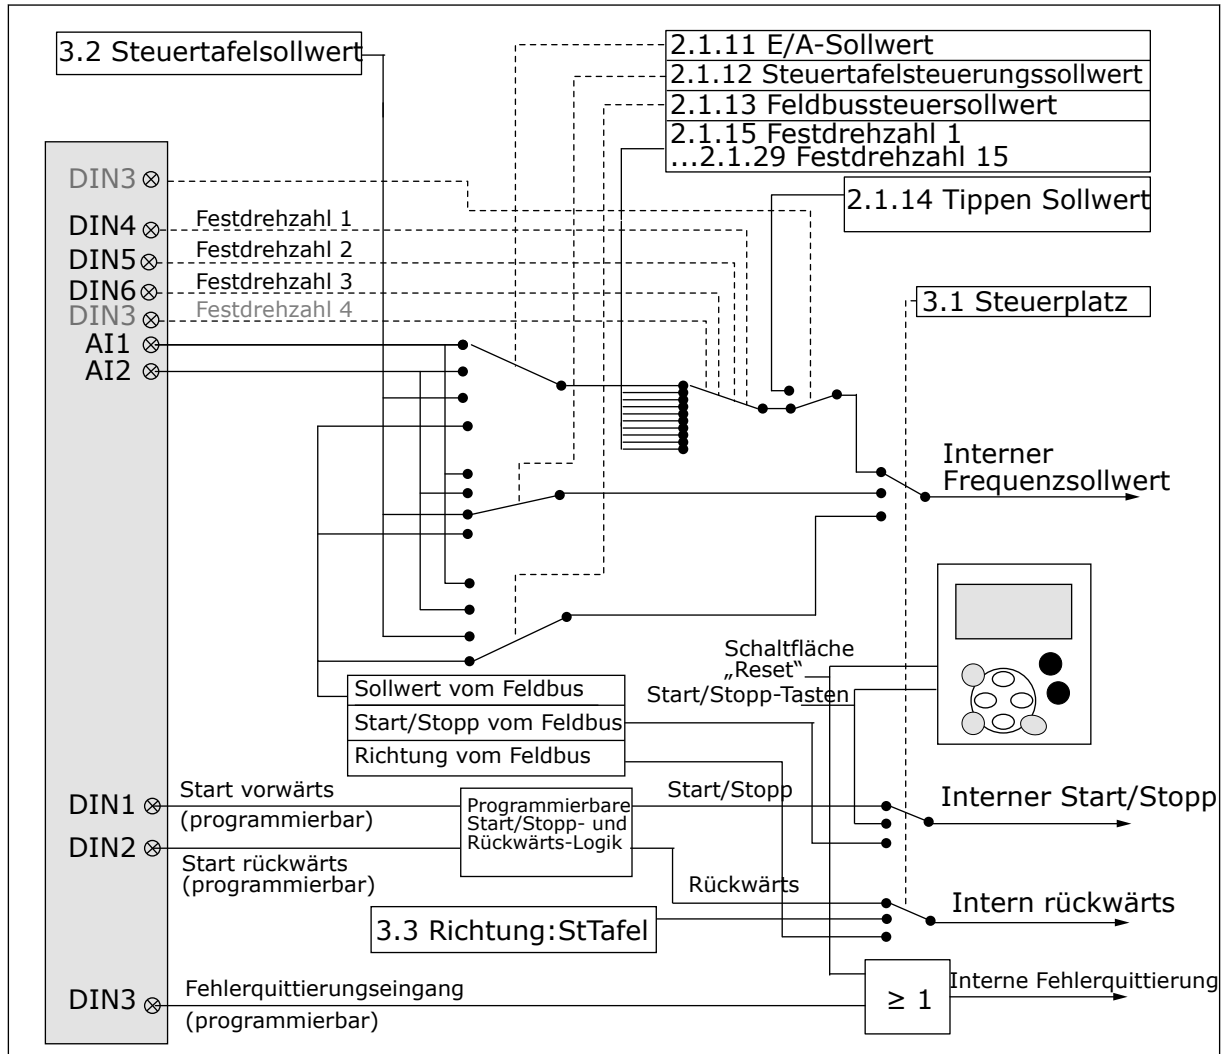 3.2 Steuertafelsollwert
2.1.11 E/A-Sollwert
2.1.12 Steuertafelsteuerungssollwert
2.1.13 Feldbussteuersollwert
2.1.15 Festdrehzahl 1
...2.1.29 Festdrehzahl 15
2.1.14 Tippen Sollwert
3.1 Steuerplatz
DIN3
DIN4
Festdrehzahl 1
DIN5
Festdrehzahl 2
DIN6
Festdrehzahl 3
DIN3
Festdrehzahl 4
AI1
AI2
Interner
Frequenzsollwert
Schaltfläche
„Reset“
Start/Stopp-Tasten
Sollwert vom Feldbus
Start/Stopp vom Feldbus
Richtung vom Feldbus
DIN1
Start vorwärts
(programmierbar)
DIN2
Start rückwärts
(programmierbar)
Programmierbare
Start/Stopp- und
Rückwärts-Logik
Start/Stopp
Interner Start/Stopp
Rückwärts
Intern rückwärts
3.3 Richtung:StTafel
DIN3
Fehlerquittierungseingang
(programmierbar)
≥ 1
Interne Fehlerquittierung